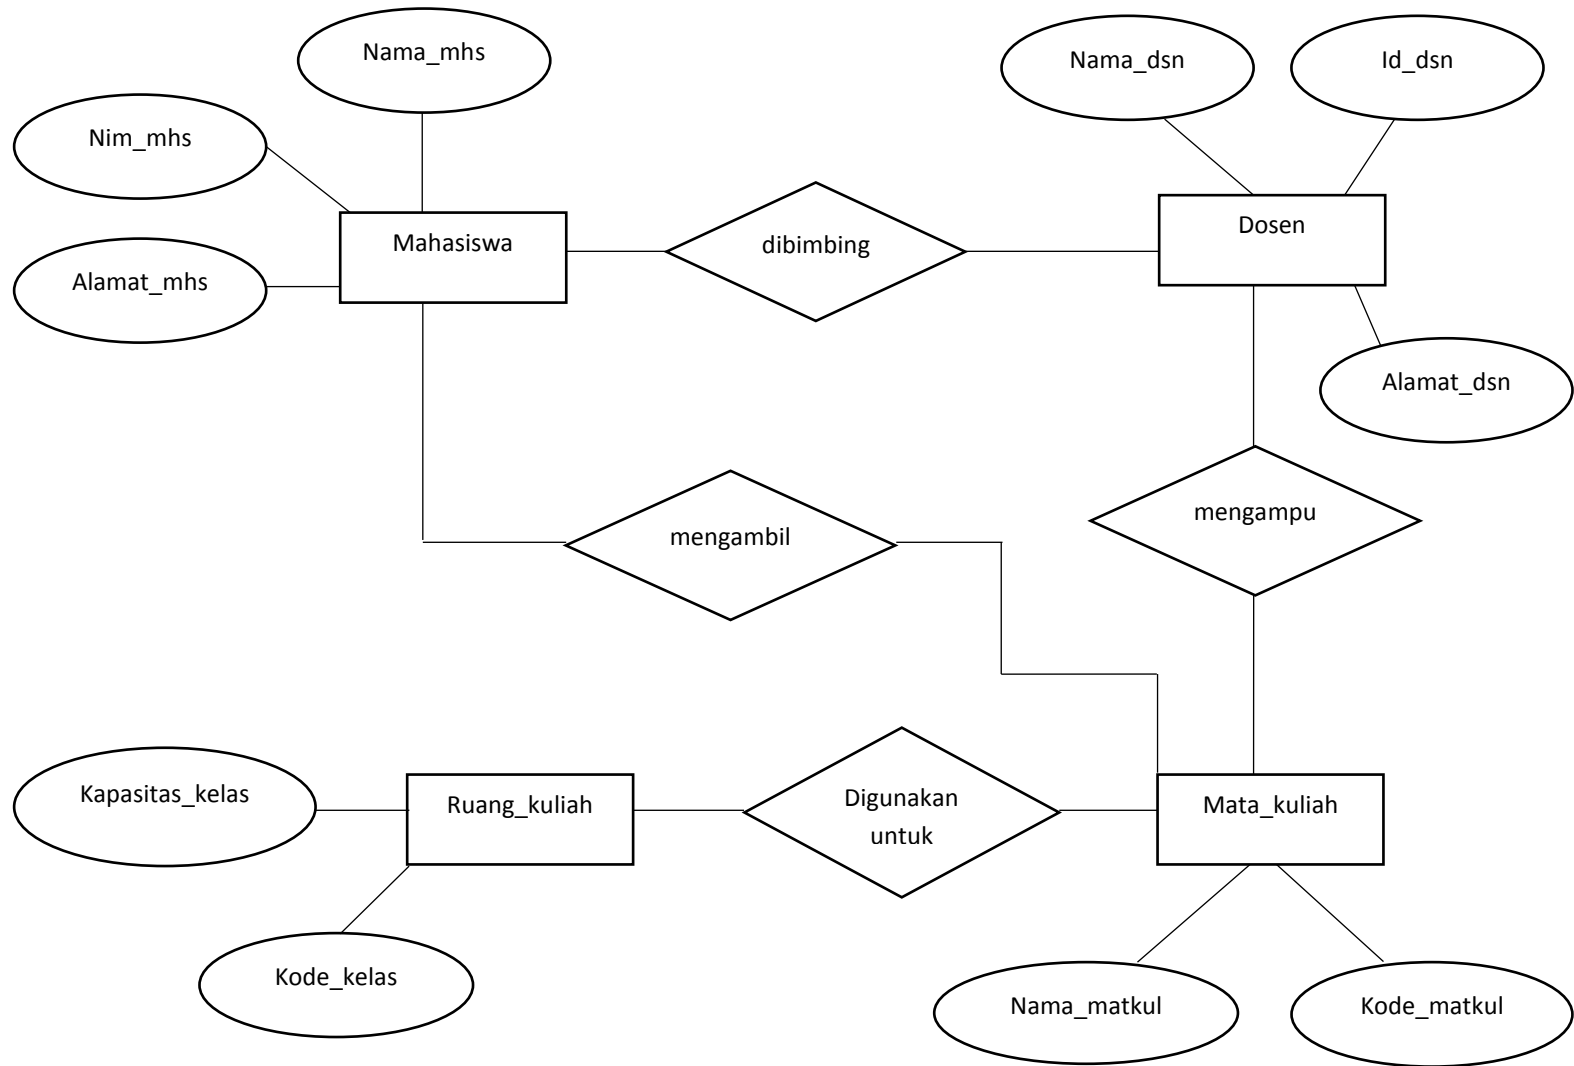 Nama_mhs
Nama_dsn
Id_dsn
Nim_mhs
Mahasiswa
dibimbing
Dosen
Alamat_mhs
Alamat_dsn
mengambil
mengampu
Kapasitas_kelas
Ruang_kuliah
Digunakan
untuk
Mata_kuliah
Kode_kelas
Nama_matkul
Kode_matkul